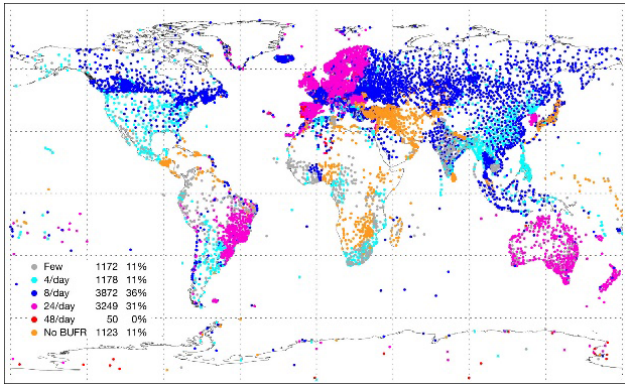 Few 1172 11%
4/day 1178 11%
8/day 3872 36%
24/day 3249 31%
48/day 50 0%
No BUFR 1123 11%